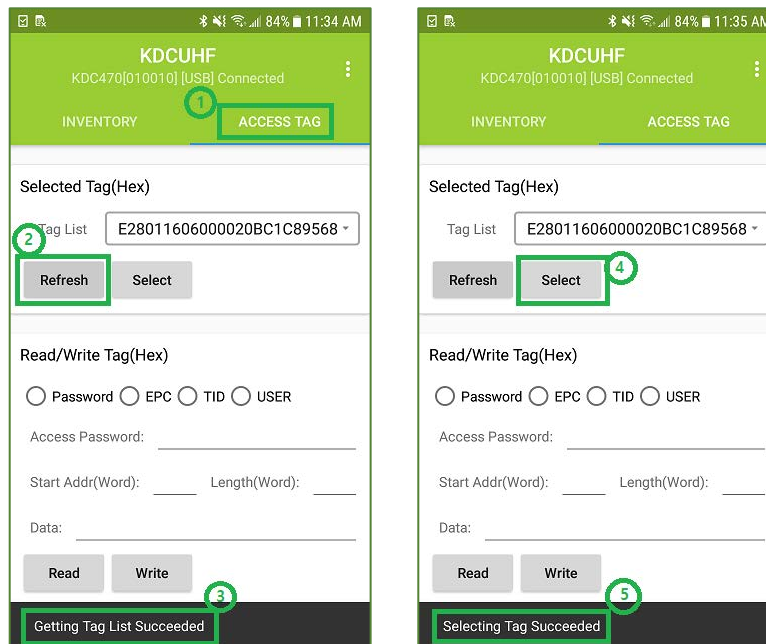 84% 11:34 AM
KDCUHF
KDC470[010010] [USB] Connected
1
INVENTORY ACCESS TAG
Selected Tag(Hex)
Tag List E28011606000020BC1C89568
2
Refresh Select
Read/Write Tag(Hex)
Password EPC TID USER
Access Password:
Start Addr(Word): Length(Word):
Data:
Read Write
3
Getting Tag List Succeeded
84% 11:35 AM
KDCUHF
KDC470[010010] [USB] Connected
INVENTORY ACCESS TAG
Selected Tag(Hex)
Tag List E28011606000020BC1C89568
Refresh Select
4
Read/Write Tag(Hex)
Password EPC TID USER
Access Password:
Start Addr(Word): Length(Word):
Data:
Read Write
5
Selecting Tag Succeeded